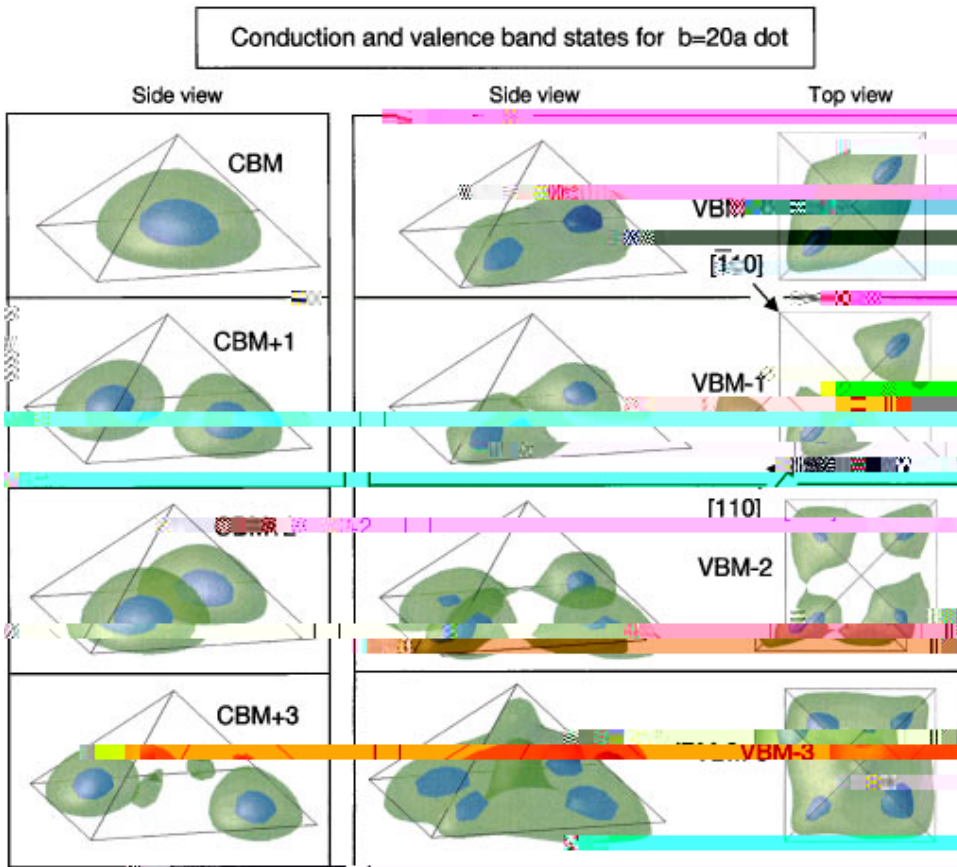 Conduction and valence band states for b=20a dot
Side view
Side view
Top view
CBM
[110]
CBM+1
VBM-1
[110]
VBM-2
CBM+3
VBM-3